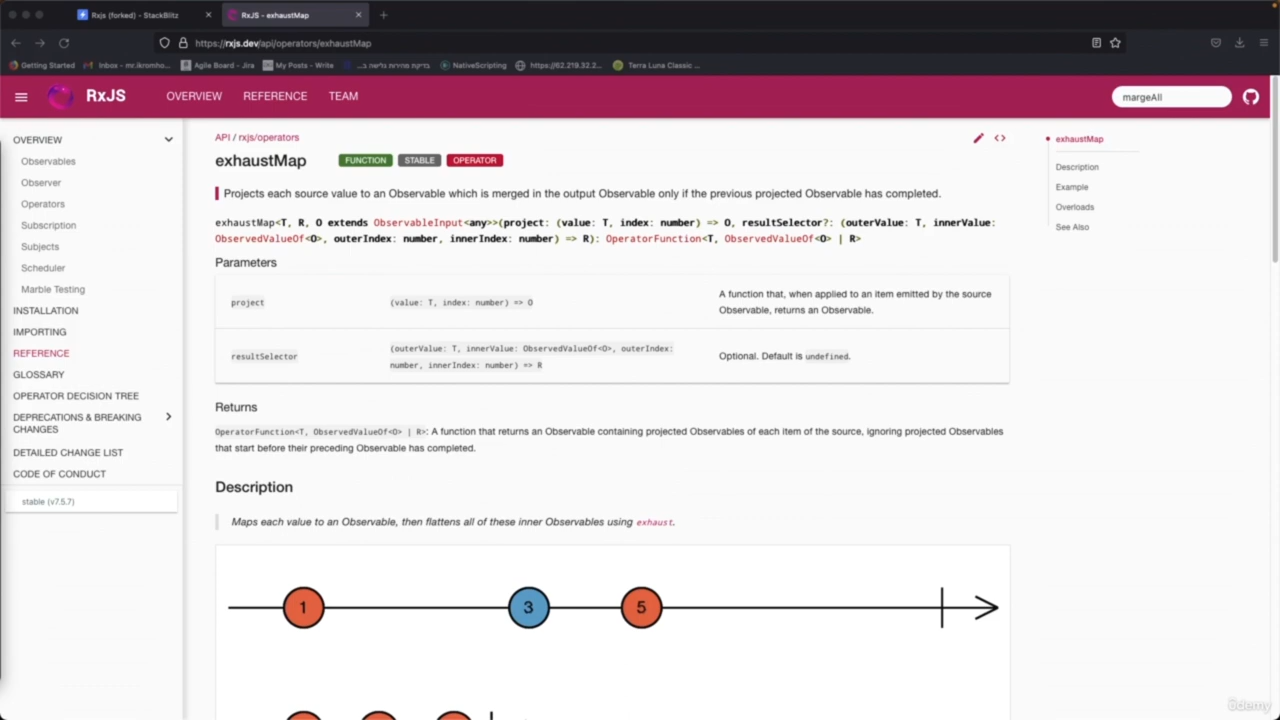 Rxjs (forked) - StackBlitz
RxJS - exhaustMap
https://rxjs.dev/api/operators/exhaustMap
Getting Started
Inbox - mr.ikromho...
Agile Board - Jira
My Posts - Write
NativeScripting
https://62.219.32.2...
Terra Luna Classic ...
RxJS
OVERVIEW
REFERENCE
TEAM
margeAll
OVERVIEW
Observables
Observer
Operators
Subscription
Subjects
Scheduler
Marble Testing
INSTALLATION
IMPORTING
REFERENCE
GLOSSARY
OPERATOR DECISION TREE
DEPRECATIONS & BREAKING
CHANGES
DETAILED CHANGE LIST
CODE OF CONDUCT
stable (v7.5.7)
API / rxjs/operators
exhaustMap FUNCTION STABLE OPERATOR
Projects each source value to an Observable which is merged in the output Observable only if the previous projected Observable has completed.
exhaustMap<T, R, O extends ObservableInput<any>>(project: (value: T, index: number) => O, resultSelector?: (outerValue: T, innerValue:
ObservedValueOf<O>, outerIndex: number, innerIndex: number) => R): OperatorFunction<T, ObservedValueOf<O> | R>
Parameters
project
(value: T, index: number) => O
A function that, when applied to an item emitted by the source
Observable, returns an Observable.
resultSelector
(outerValue: T, innerValue: ObservedValueOf<O>, outerIndex:
number, innerIndex: number) => R
Optional. Default is undefined.
Returns
OperatorFunction<T, ObservedValueOf<O> | R>: A function that returns an Observable containing projected Observables of each item of the source, ignoring projected Observables
that start before their preceding Observable has completed.
Description
Maps each value to an Observable, then flattens all of these inner Observables using exhaust.
1 3 5
exhaustMap
Description
Example
Overloads
See Also
Udemy